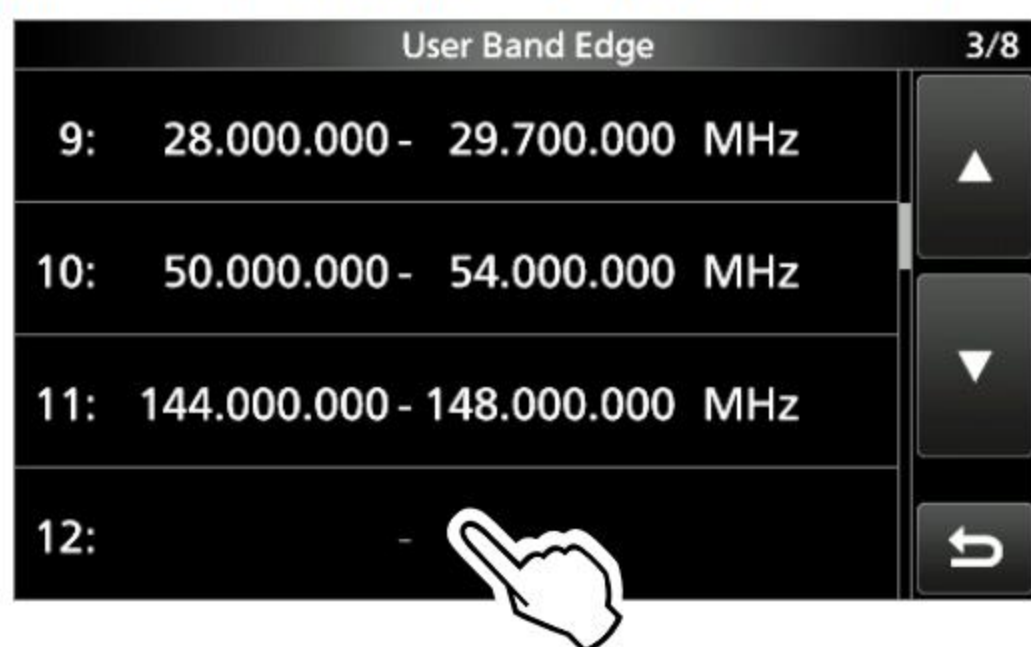 User Band Edge 3/8
9: 28.000.000 - 29.700.000 MHz
10: 50.000.000 - 54.000.000 MHz
11: 144.000.000 - 148.000.000 MHz
12: -